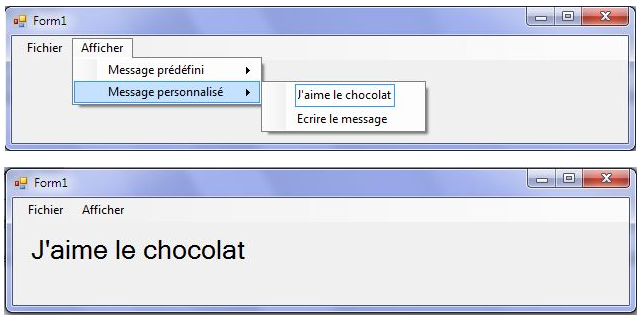 Form1
Fichier Afficher
Message prédéfini
Message personnalisé
J'aime le chocolat
Ecrire le message
Form1
Fichier Afficher
J'aime le chocolat